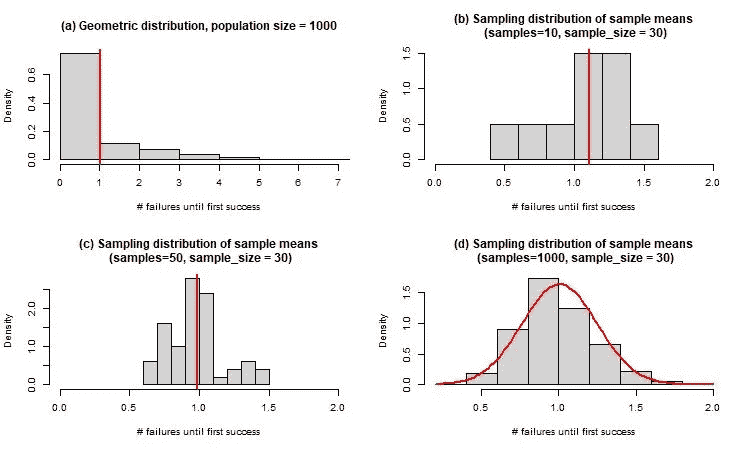 (a) Geometric distribution, population size = 1000
Density
0.0 0.2 0.4 0.6
0 1 2 3 4 5 6 7
# failures until first success
(b) Sampling distribution of sample means
(samples=10, sample_size = 30)
Density
0.0 0.5 1.0 1.5
0.0 0.5 1.0 1.5 2.0
# failures until first success
(c) Sampling distribution of sample means
(samples=50, sample_size = 30)
Density
0.0 1.0 2.0
0.0 0.5 1.0 1.5 2.0
# failures until first success
(d) Sampling distribution of sample means
(samples=1000, sample_size = 30)
Density
0.0 0.5 1.0 1.5
0.5 1.0 1.5 2.0
# failures until first success